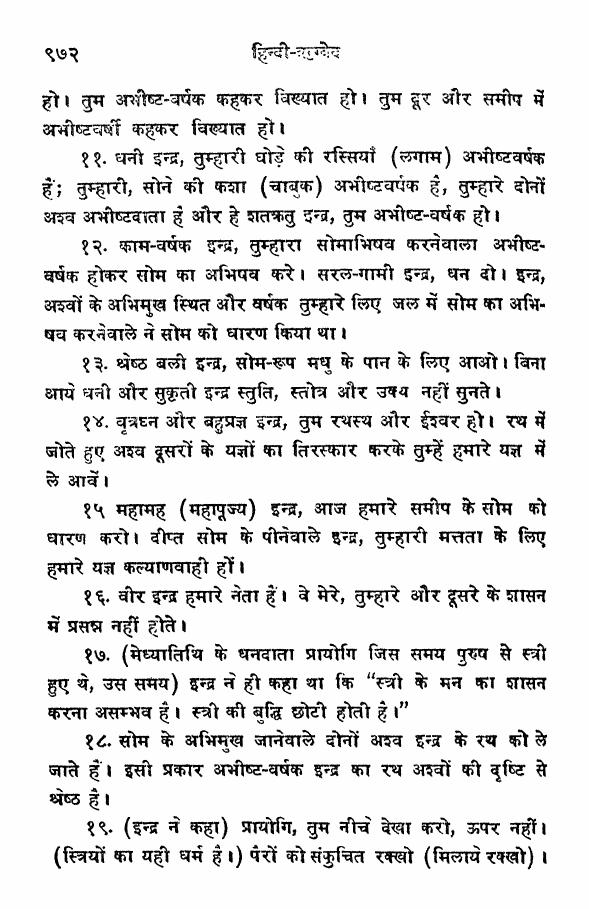 ९७२ हिन्दी-ऋग्वेद
हो। तुम अभीष्ट-वर्षक कहकर विख्यात हो। तुम दूर और समीप में
अभीष्टवर्षी कहकर विख्यात हो।
११. धनी इन्द्र, तुम्हारी घोड़े की रस्सियाँ (लगाम) अभीष्टवर्षक
हैं; तुम्हारी, सोने की कशा (चाबुक) अभीष्टवर्षक है, तुम्हारे दोनों
अश्व अभीष्टदाता हैं और हे शतक्रतु इन्द्र, तुम अभीष्ट-वर्षक हो।
१२. काम-वर्षक इन्द्र, तुम्हारा सोमाभिषव करनेवाला अभीष्ट-
वर्षक होकर सोम का अभिषव करे। सरल-गामी इन्द्र, धन दो। इन्द्र,
अश्वों के अभिमुख स्थित और वर्षक तुम्हारे लिए जल में सोम का अभि-
षव करनेवाले ने सोम को धारण किया था।
१३. श्रेष्ठ बली इन्द्र, सोम-रूप मधु के पान के लिए आओ। बिना
आये धनी और सुकृती इन्द्र स्तुति, स्तोत्र और उक्थ नहीं सुनते।
१४. वृत्रघ्न और बहुप्रज्ञ इन्द्र, तुम रथस्थ और ईश्वर हो। रथ में
जोते हुए अश्व दूसरों के यज्ञों का तिरस्कार करके तुम्हें हमारे यज्ञ में
ले आवें।
१५ महामह (महापूज्य) इन्द्र, आज हमारे समीप के सोम को
धारण करो। दीप्त सोम के पीनेवाले इन्द्र, तुम्हारी मत्तता के लिए
हमारे यज्ञ कल्याणवाही हों।
१६. वीर इन्द्र हमारे नेता हैं। वे मेरे, तुम्हारे और दूसरे के शासन
में प्रसन्न नहीं होते।
१७. (मेध्यातिथि के धनदाता प्रायोगि जिस समय पुरुष से स्त्री
हुए थे, उस समय) इन्द्र ने ही कहा था कि “स्त्री के मन का शासन
करना असम्भव है। स्त्री की बुद्धि छोटी होती है।”
१८. सोम के अभिमुख जानेवाले दोनों अश्व इन्द्र के रथ को ले
जाते हैं। इसी प्रकार अभीष्ट-वर्षक इन्द्र का रथ अश्वों की दृष्टि से
श्रेष्ठ है।
१९. (इन्द्र ने कहा) प्रायोगि, तुम नीचे देखा करो, ऊपर नहीं।
(स्त्रियों का यही धर्म है।) पैरों को संकुचित रक्खो (मिलाये रक्खो)।